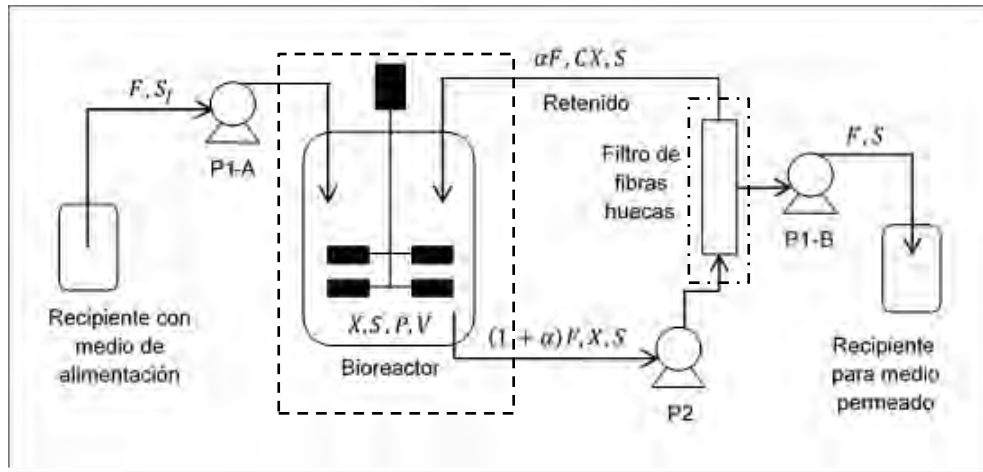 αF, CX, S
F, S_f
Retenido
P1-A
Filtro de
fibras
huecas
F, S
P1-B
Recipiente con
medio de
alimentación
X, S, P, V
Bioreactor
(1 + α)F, X, S
P2
Recipiente
para medio
permeado